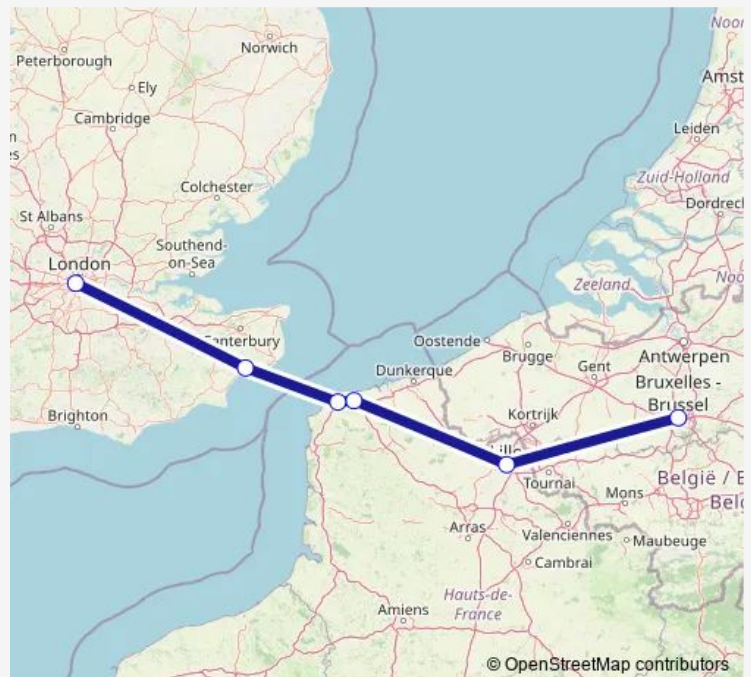 Noor
Norwich
Peterborough
Ely
Amst
Cambridge
Leiden
Zuid-Holland
Colchester
Dordrech
St Albans
Southend-
on-Sea
London
Zeeland
Canterbury
Oostende
Brugge
Antwerpen
Dunkerque
Gent
Bruxelles -
Brussel
Brighton
Kortrijk
Lille
Tournai
België / B
Belg
Mons
Arras
Valenciennes
Maubeuge
Cambrai
Hauts-de-
France
Amiens
© OpenStreetMap contributors